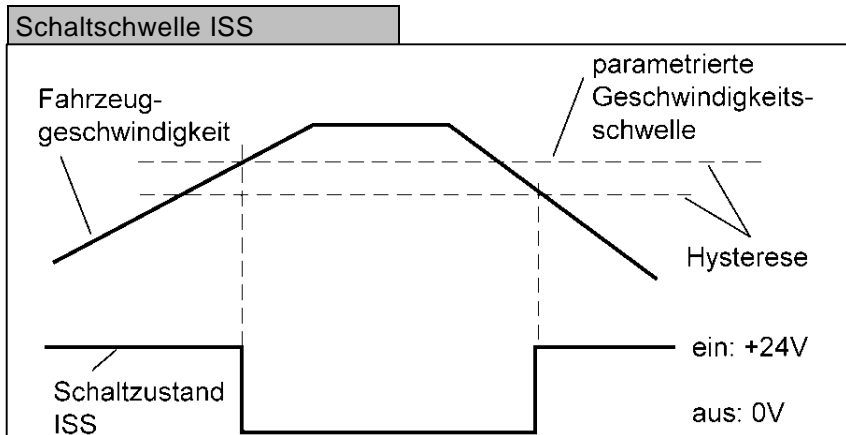 Schaltschwelle ISS
parametrierte
Geschwindigkeits-
schwelle
Fahrzeug-
geschwindigkeit
Hysterese
ein: +24V
Schaltzustand
ISS
aus: 0V